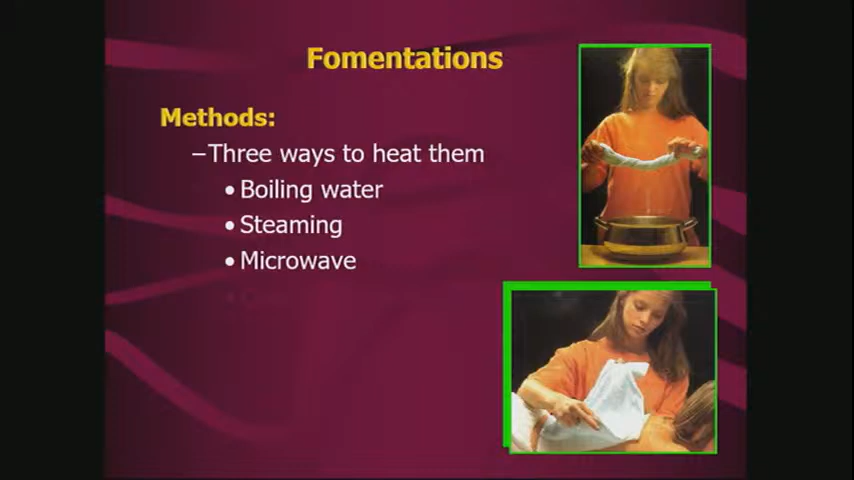 Fomentations
Methods:
–Three ways to heat them
•Boiling water
•Steaming
•Microwave